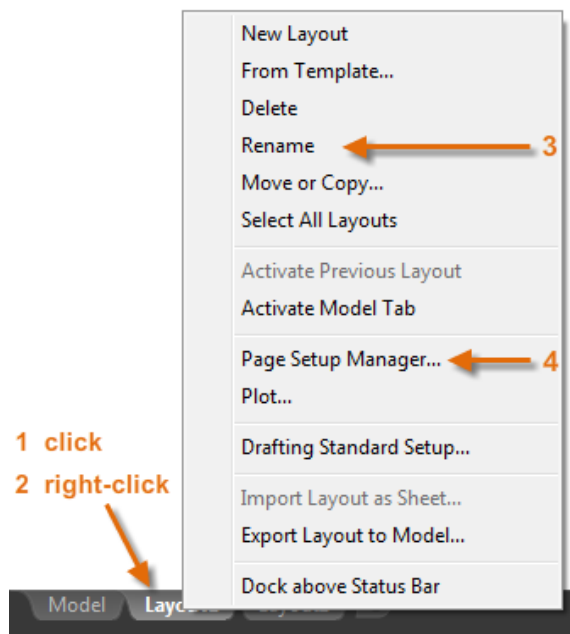 New Layout
From Template...
Delete
Rename
3
Move or Copy...
Select All Layouts
Activate Previous Layout
Activate Model Tab
Page Setup Manager...
4
Plot...
1 click
Drafting Standard Setup...
2 right-click
Import Layout as Sheet...
Export Layout to Model...
Dock above Status Bar
Model